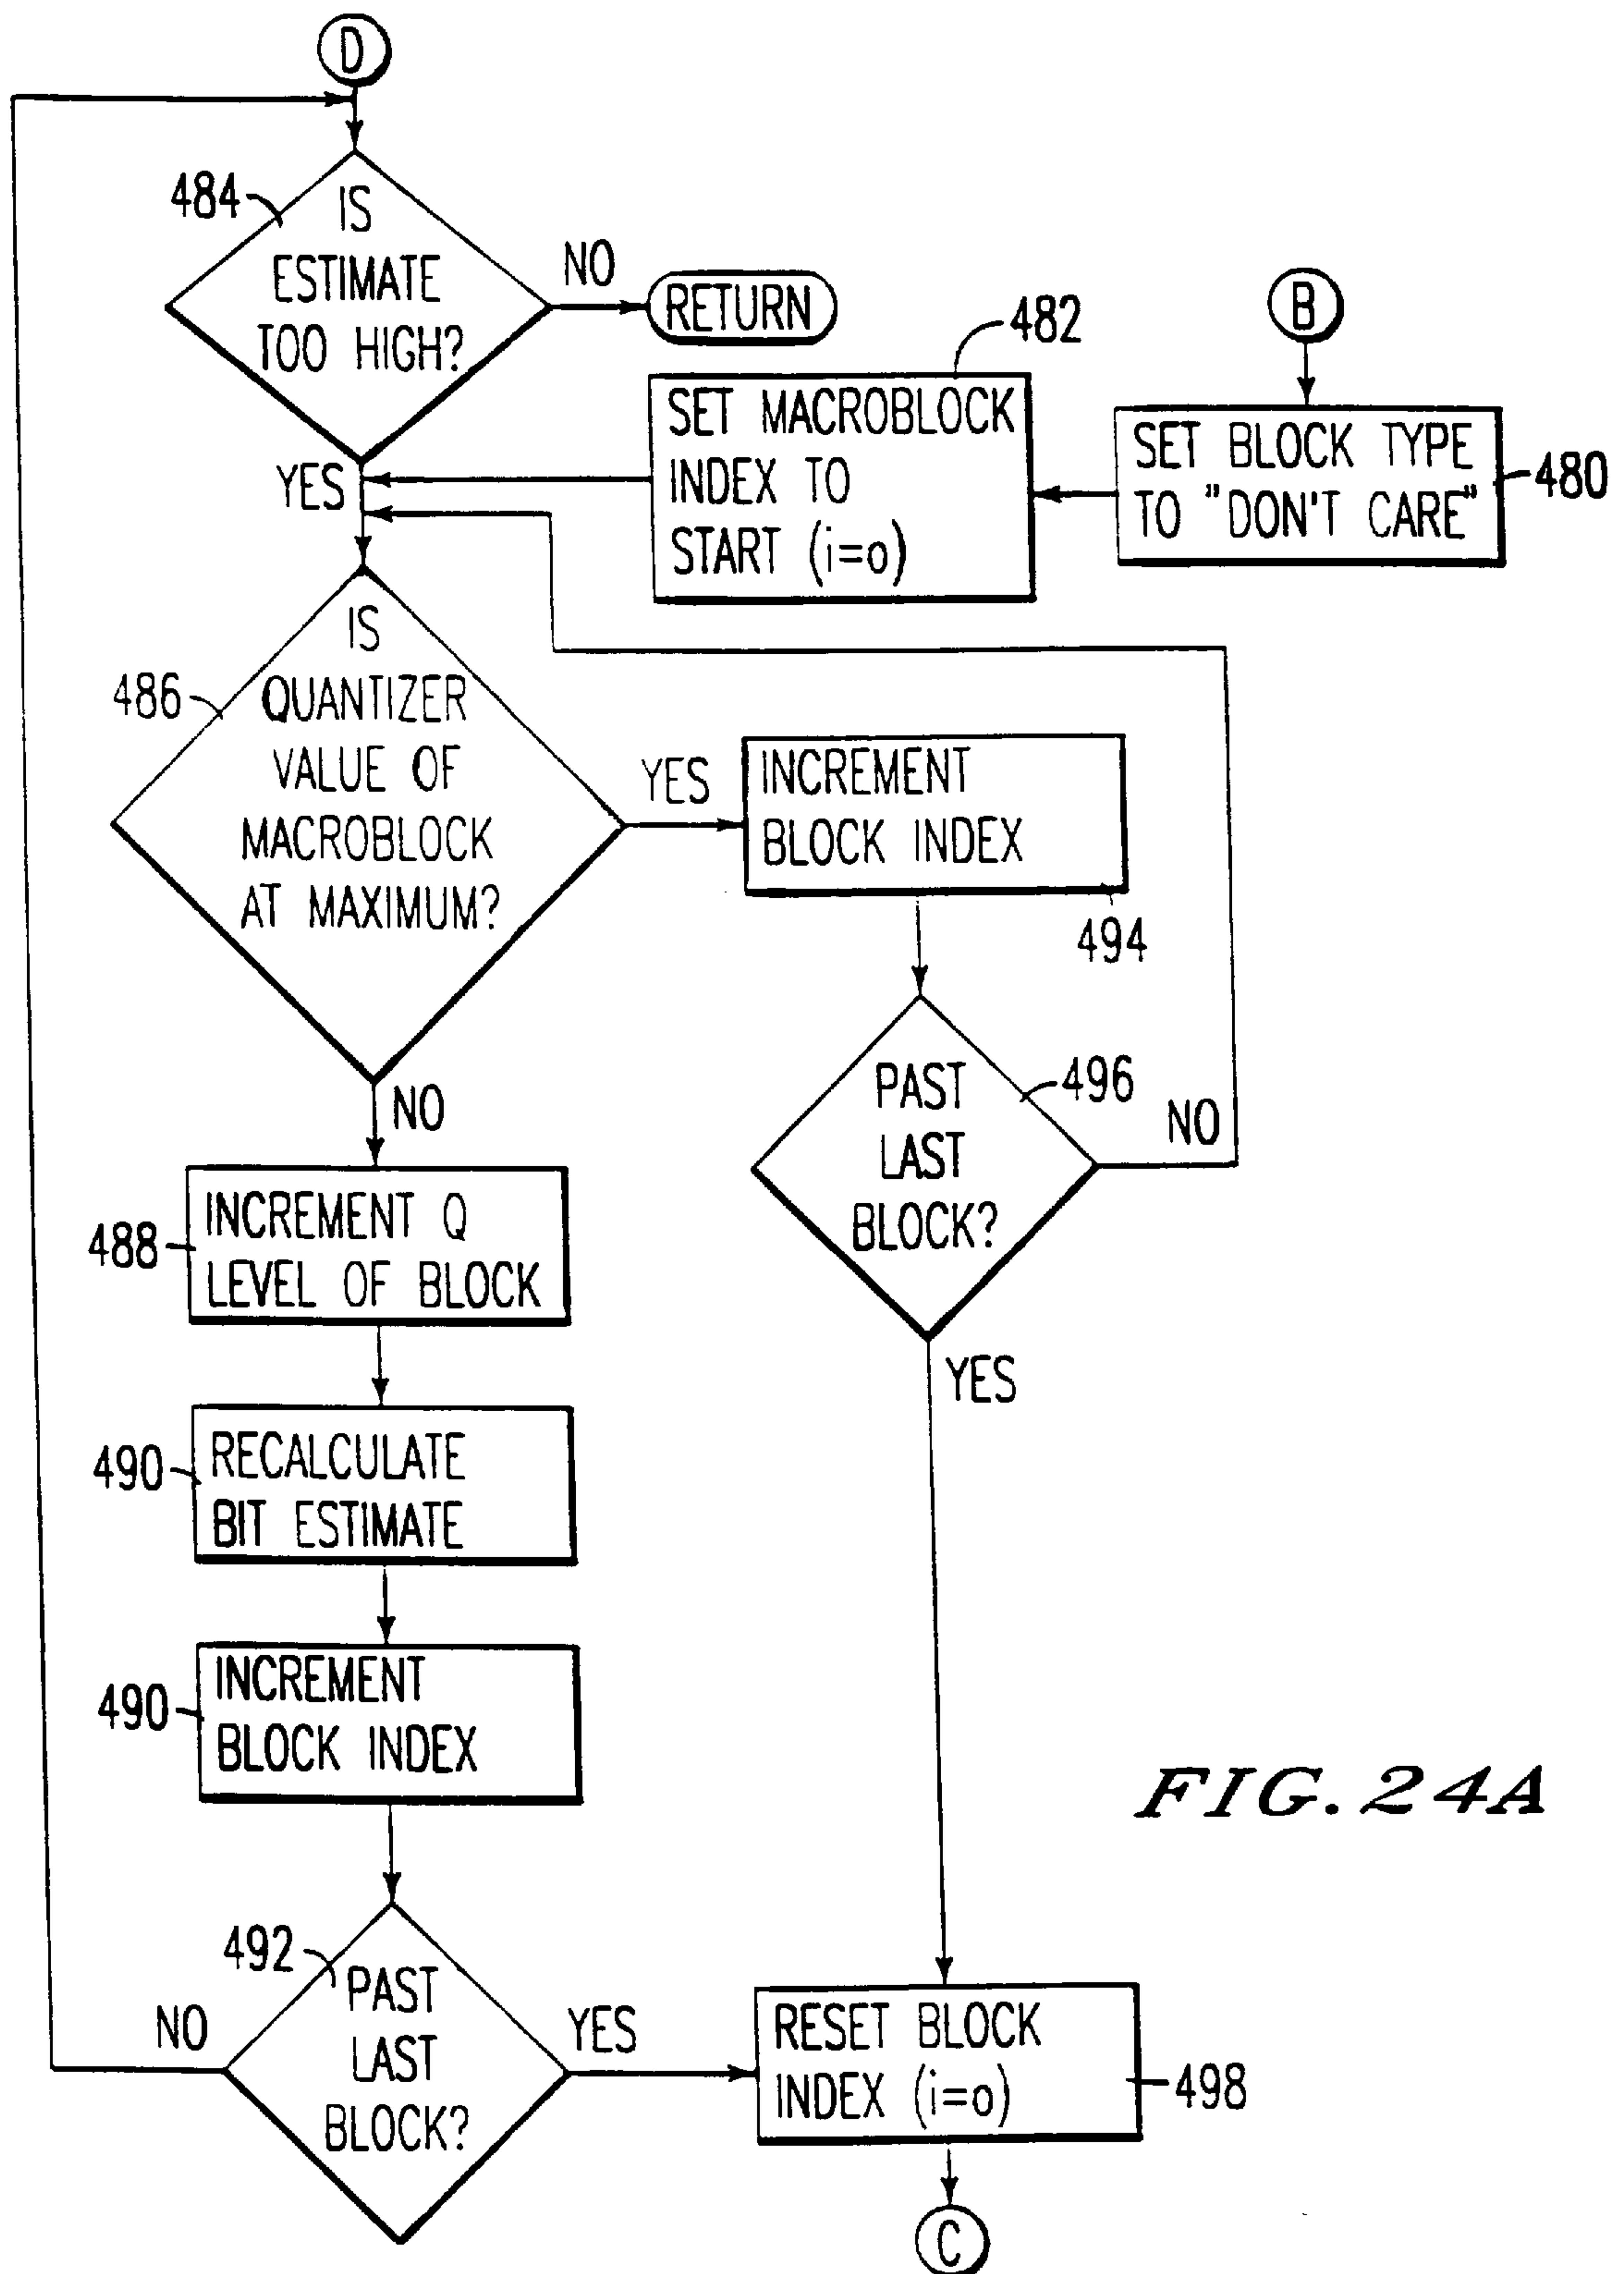 D
484
IS
ESTIMATE
TOO HIGH?
NO
RETURN
YES
482
SET MACROBLOCK
INDEX TO
START (i=o)
B
SET BLOCK TYPE
TO "DON'T CARE"
480
486
IS
QUANTIZER
VALUE OF
MACROBLOCK
AT MAXIMUM?
YES
INCREMENT
BLOCK INDEX
494
NO
PAST
LAST
BLOCK?
496
NO
YES
488
INCREMENT Q
LEVEL OF BLOCK
490
RECALCULATE
BIT ESTIMATE
490
INCREMENT
BLOCK INDEX
492
PAST
LAST
BLOCK?
NO
YES
RESET BLOCK
INDEX (i=o)
498
C
FIG. 24A